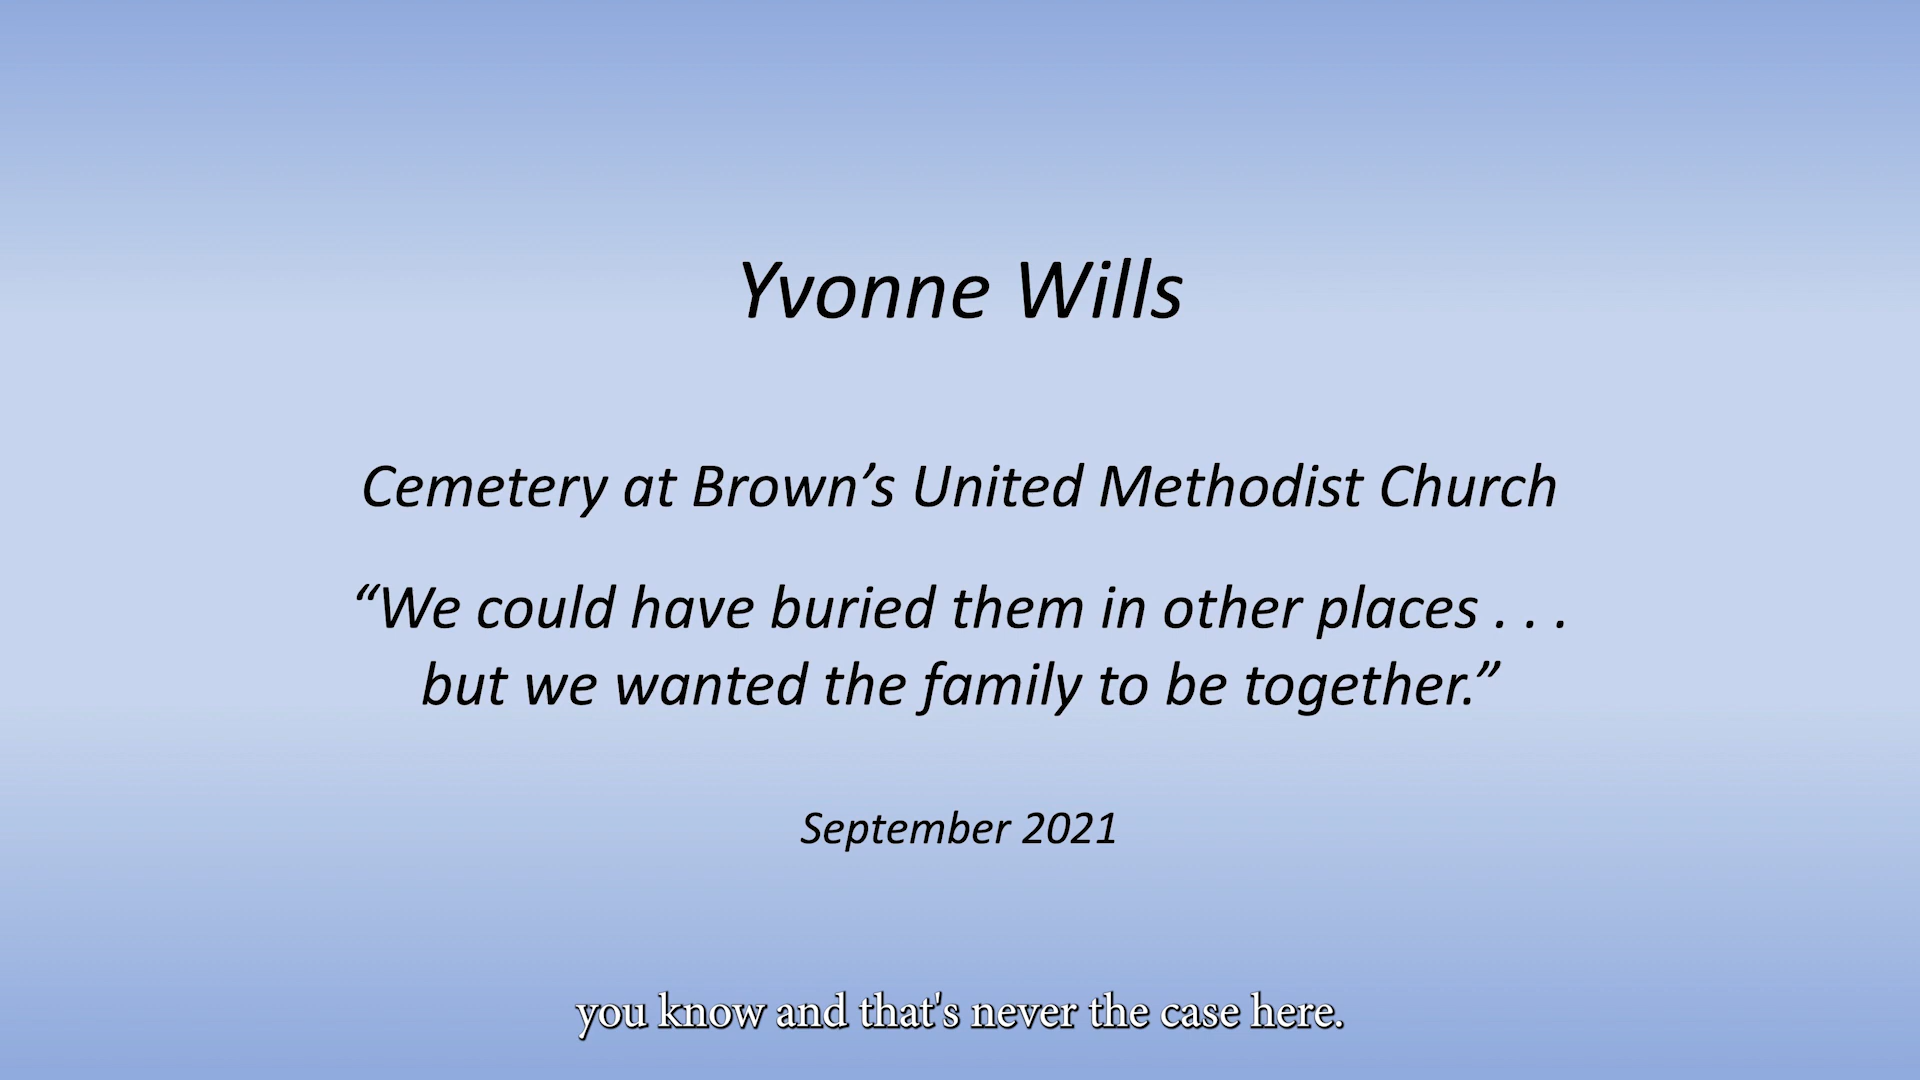 Yvonne Wills
Cemetery at Brown’s United Methodist Church
“We could have buried them in other places . . .
but we wanted the family to be together.”
September 2021
you know and that's never the case here.